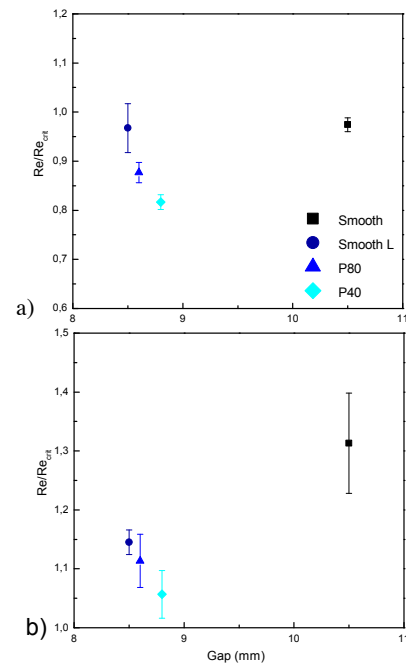 1,2
1,1
1,0
0,9
0,8
0,7
0,6
Re/Re_crit
Smooth
Smooth L
P80
P40
8 9 10 11
a)
1,5
1,4
1,3
1,2
1,1
1,0
Re/Re_crit
8 9 10 11
Gap (mm)
b)